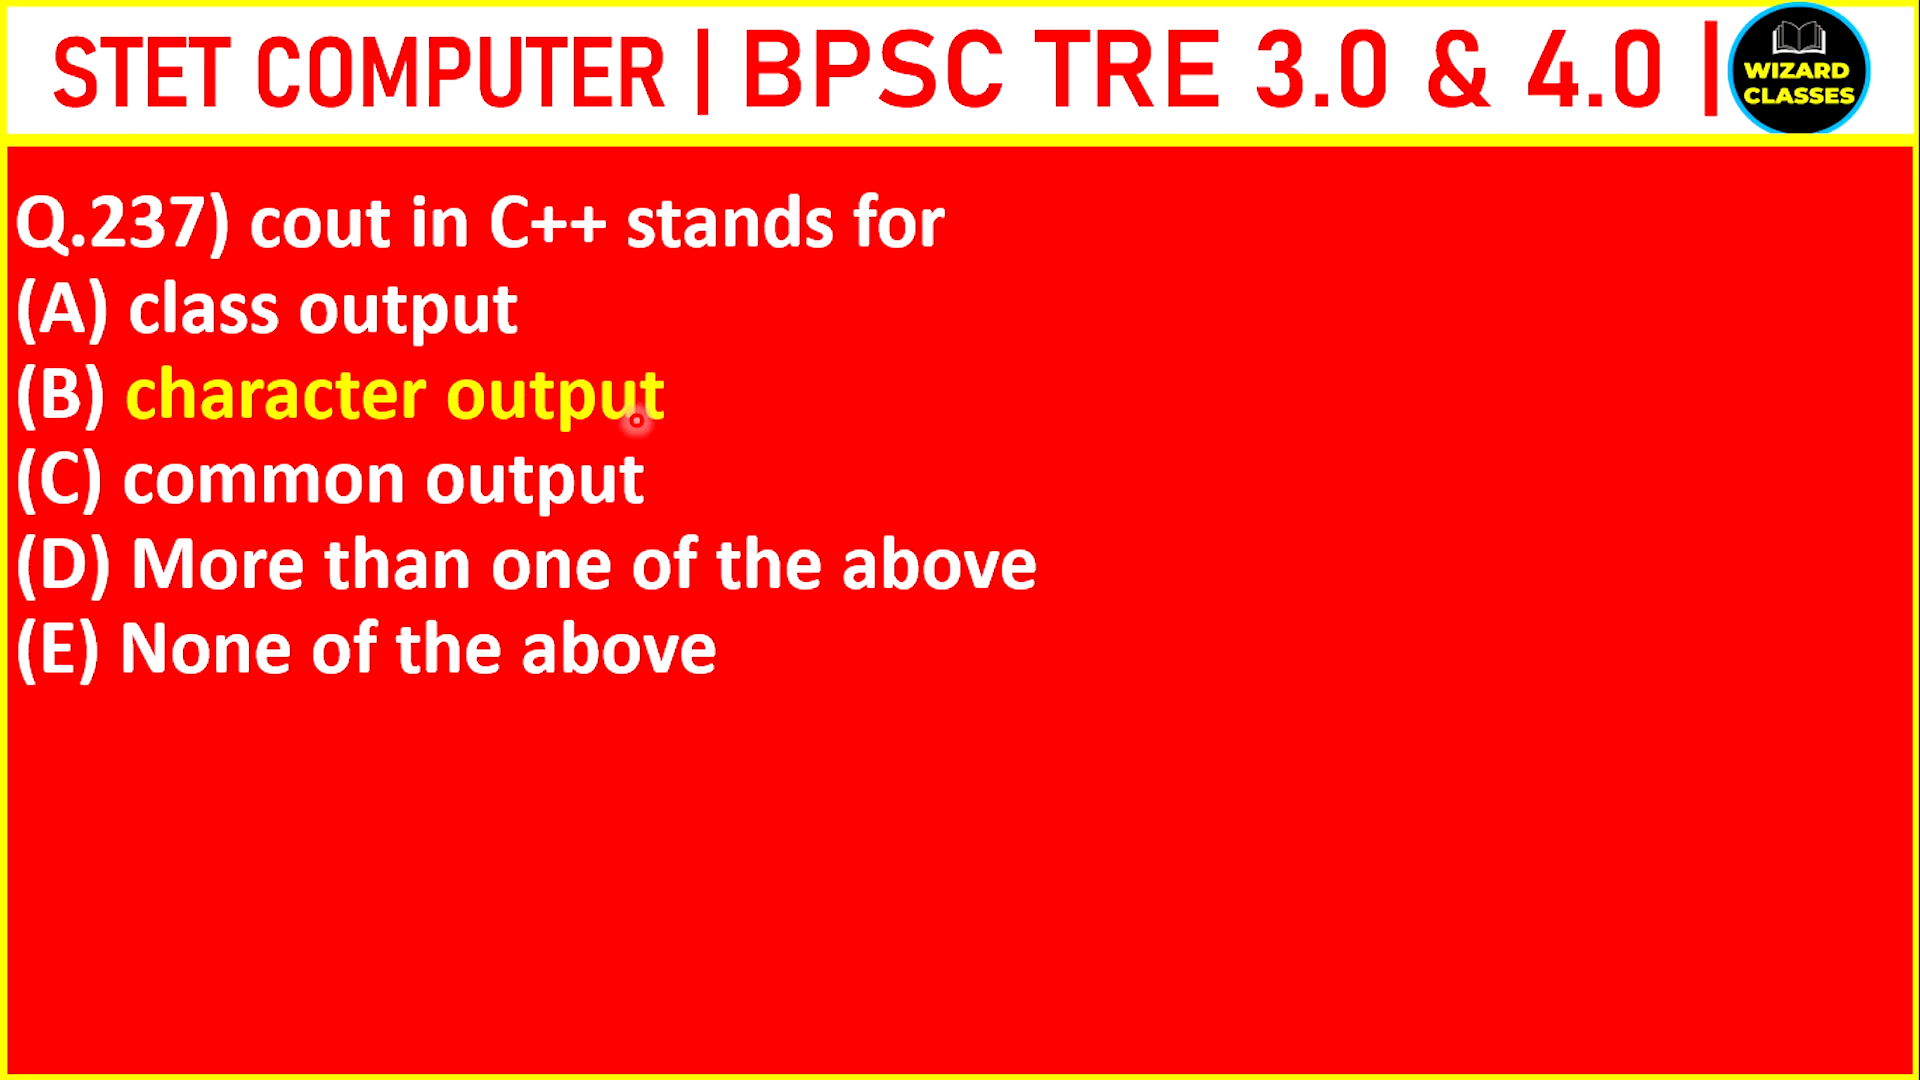 STET COMPUTER | BPSC TRE 3.0 & 4.0 |
WIZARD
CLASSES
Q.237) cout in C++ stands for
(A) class output
(B) character output
(C) common output
(D) More than one of the above
(E) None of the above